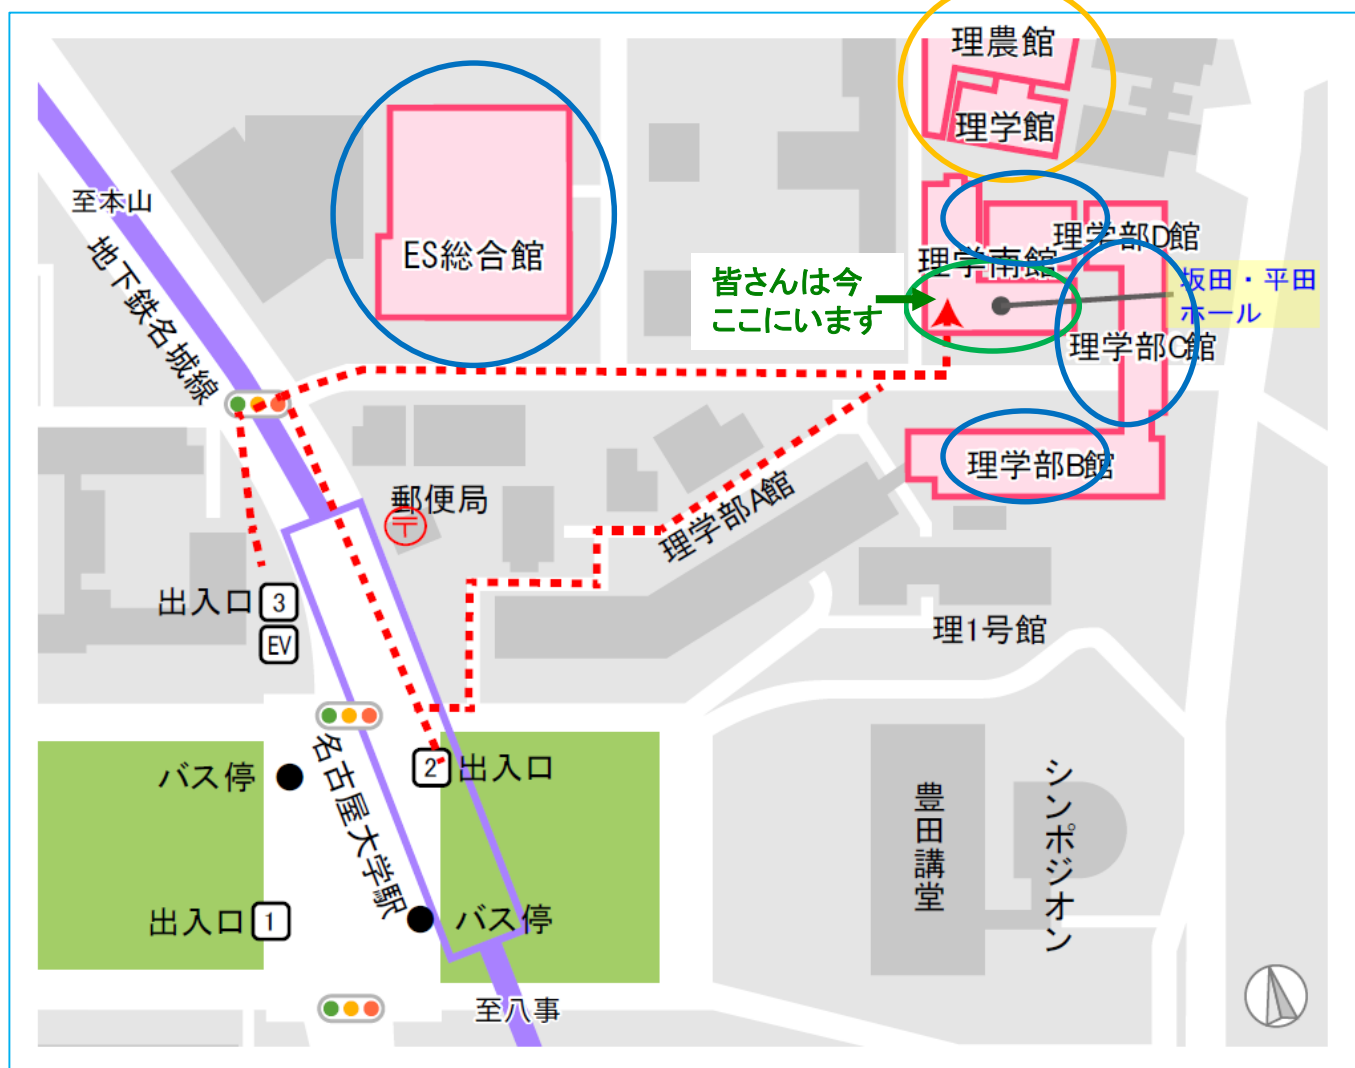 理農館
理学館
至本山
ES総合館
理学部D館
理学南館
地下鉄名城線
皆さんは今
ここにいます
坂田・平田
ホール
理学部C館
理学部B館
郵便局
〒
理学部A館
出入口 3
EV
理1号館
バス停
名古屋大学駅
2 出入口
豊田講堂
シンポジオン
出入口 1
バス停
至八事